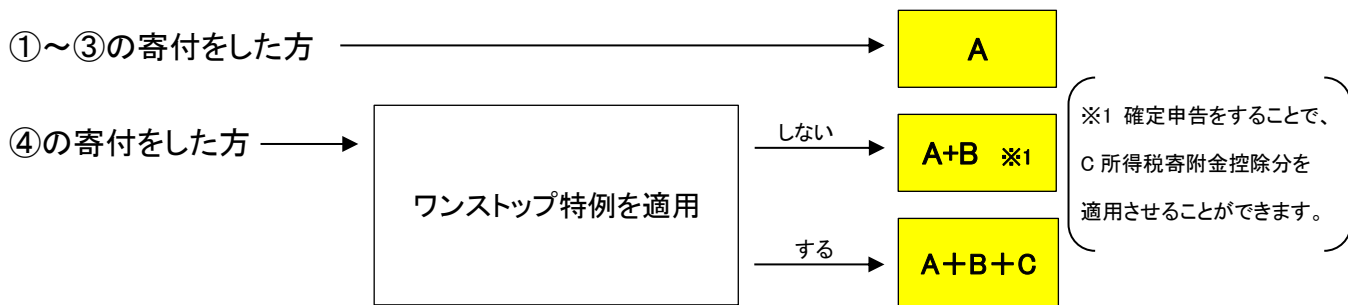 ①～③の寄付をした方
A
④の寄付をした方
ワンストップ特例を適用
しない
A+B ※1
する
A＋B＋C
※1 確定申告をすることで、
C 所得税寄附金控除分を
適用させることができます。